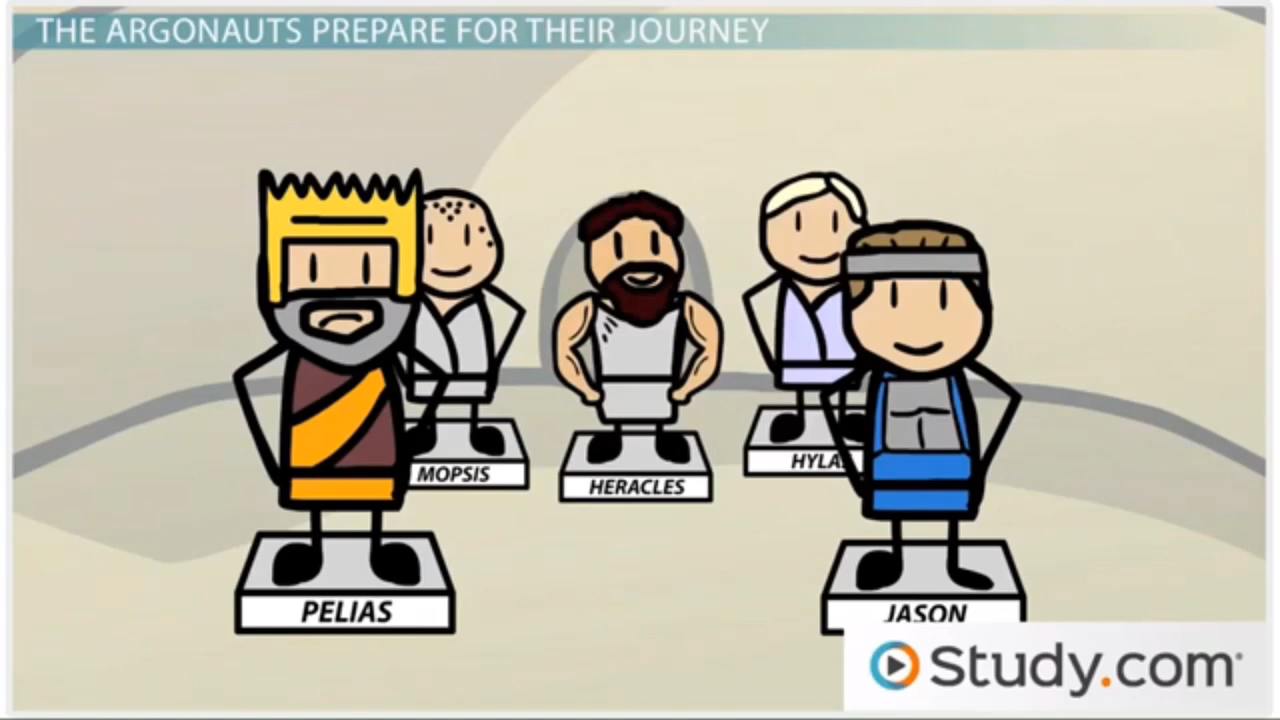 THE ARGONAUTS PREPARE FOR THEIR JOURNEY
MOPSIS
HERACLES
HYLA
PELIAS
JASON
Study.com